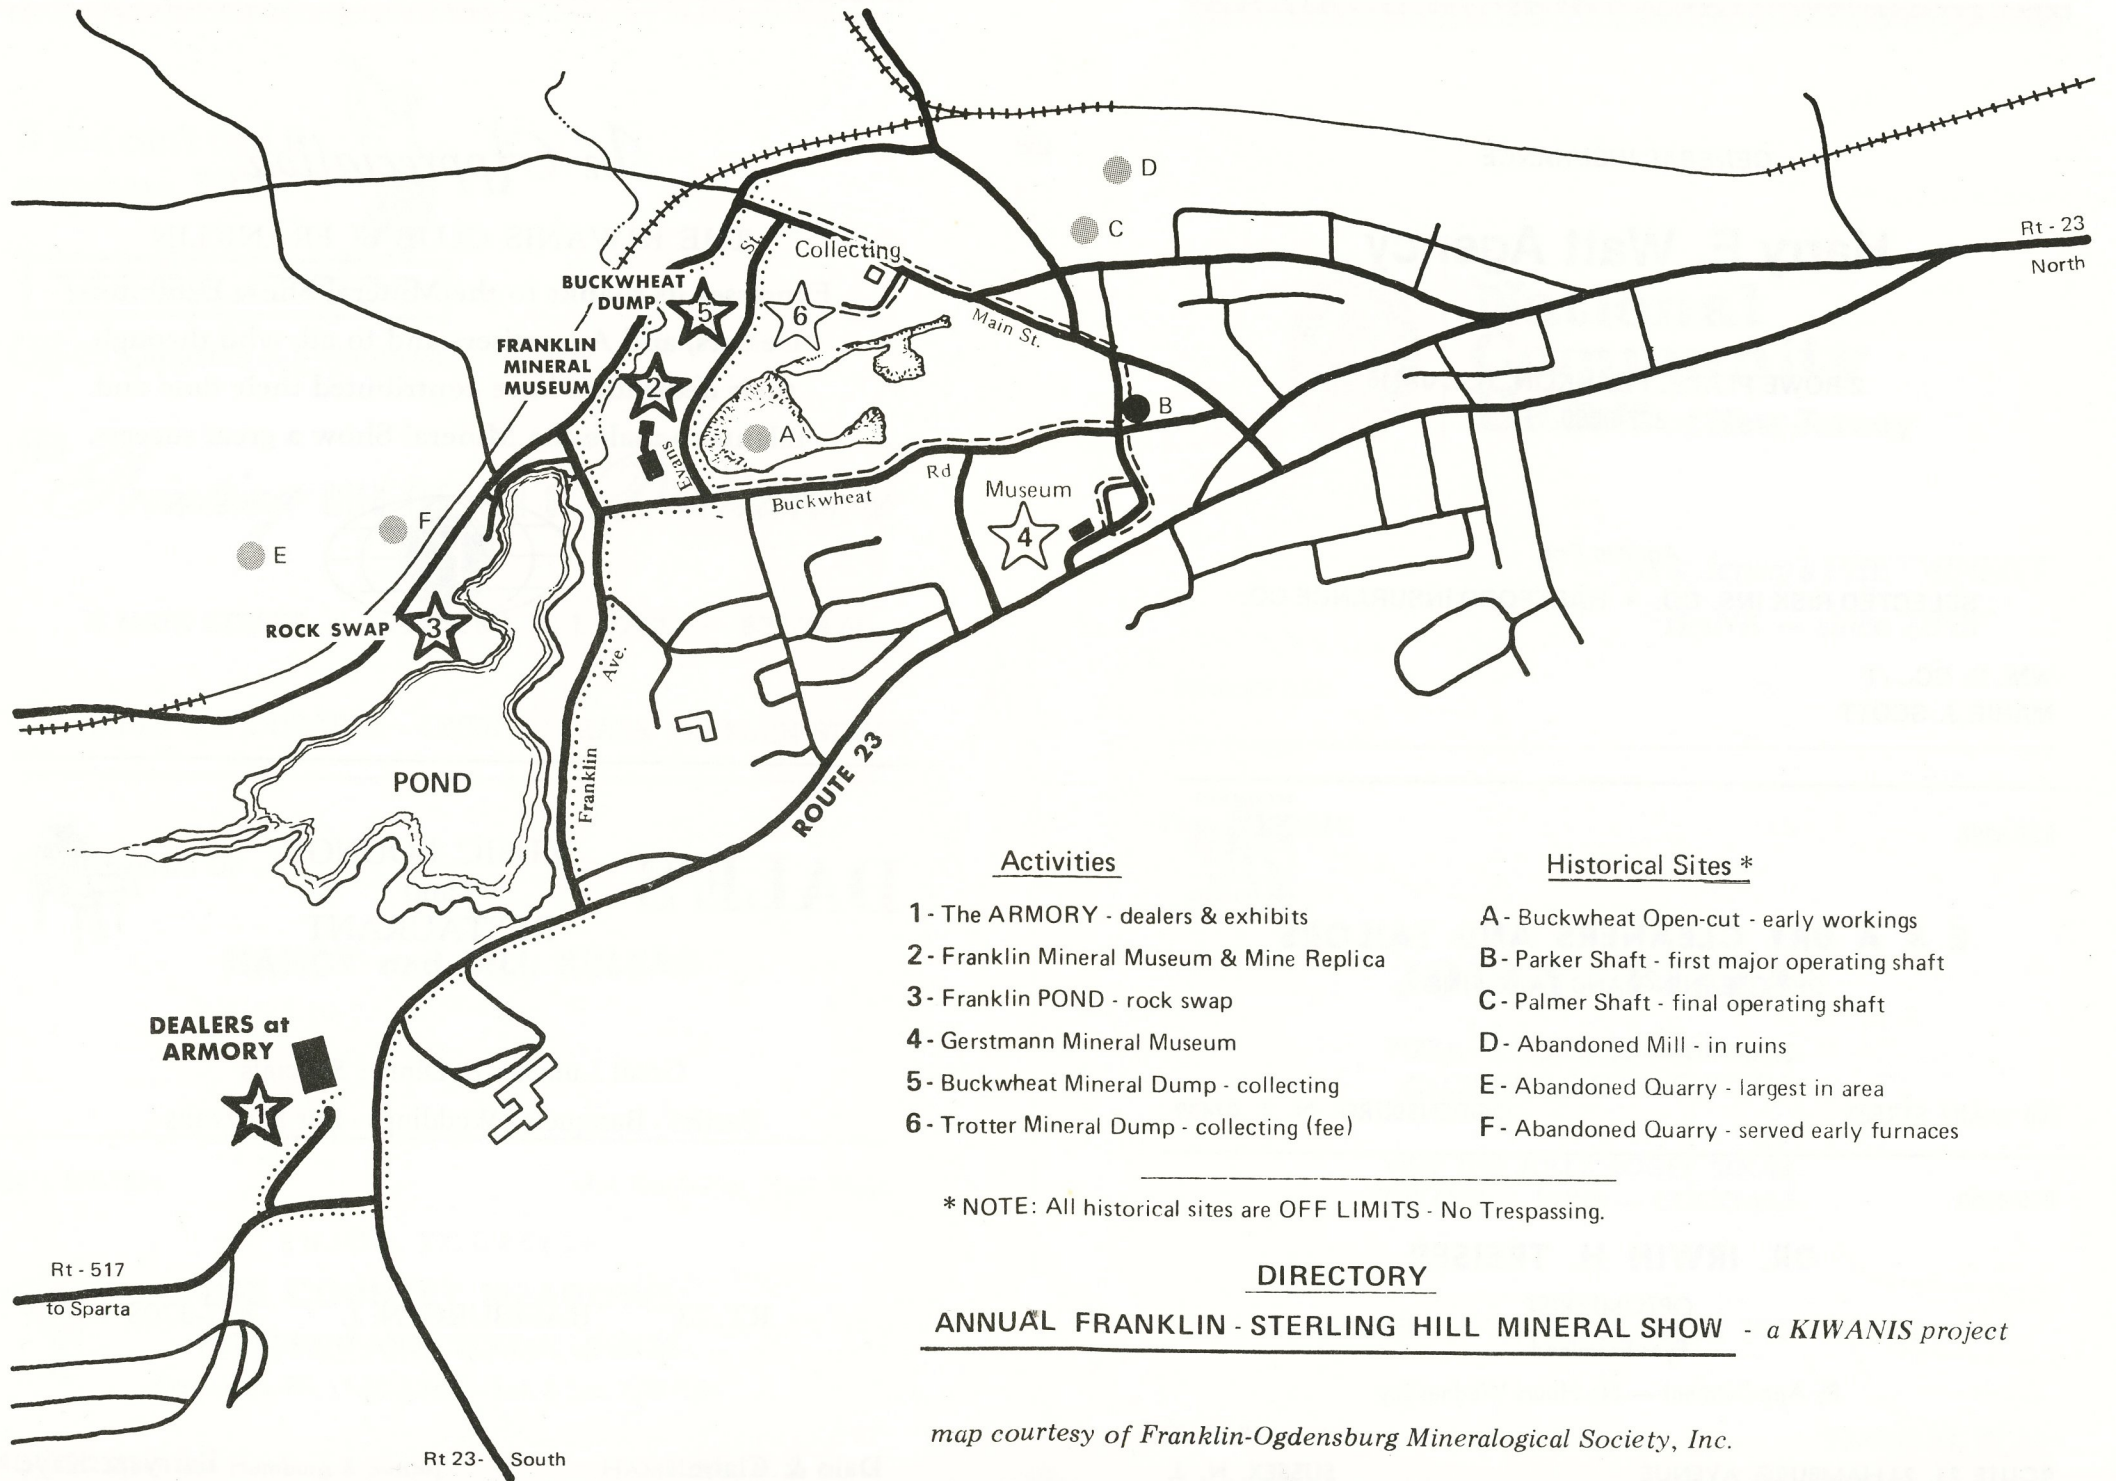 D
C
Rt - 23
North
St.
Collecting
BUCKWHEAT
DUMP
5
6
Main St.
FRANKLIN
MINERAL
MUSEUM
2
B
A
Evans
Rd
Buckwheat
Museum
4
F
E
ROCK SWAP
3
Ave.
Franklin
POND
ROUTE 23
DEALERS at
ARMORY
1
Rt - 517
to Sparta
Rt 23- South
Activities
1 - The ARMORY - dealers & exhibits
2 - Franklin Mineral Museum & Mine Replica
3 - Franklin POND - rock swap
4 - Gerstmann Mineral Museum
5 - Buckwheat Mineral Dump - collecting
6 - Trotter Mineral Dump - collecting (fee)
Historical Sites *
A - Buckwheat Open-cut - early workings
B - Parker Shaft - first major operating shaft
C - Palmer Shaft - final operating shaft
D - Abandoned Mill - in ruins
E - Abandoned Quarry - largest in area
F - Abandoned Quarry - served early furnaces
* NOTE: All historical sites are OFF LIMITS - No Trespassing.
DIRECTORY
ANNUAL FRANKLIN - STERLING HILL MINERAL SHOW - a KIWANIS project
map courtesy of Franklin-Ogdensburg Mineralogical Society, Inc.